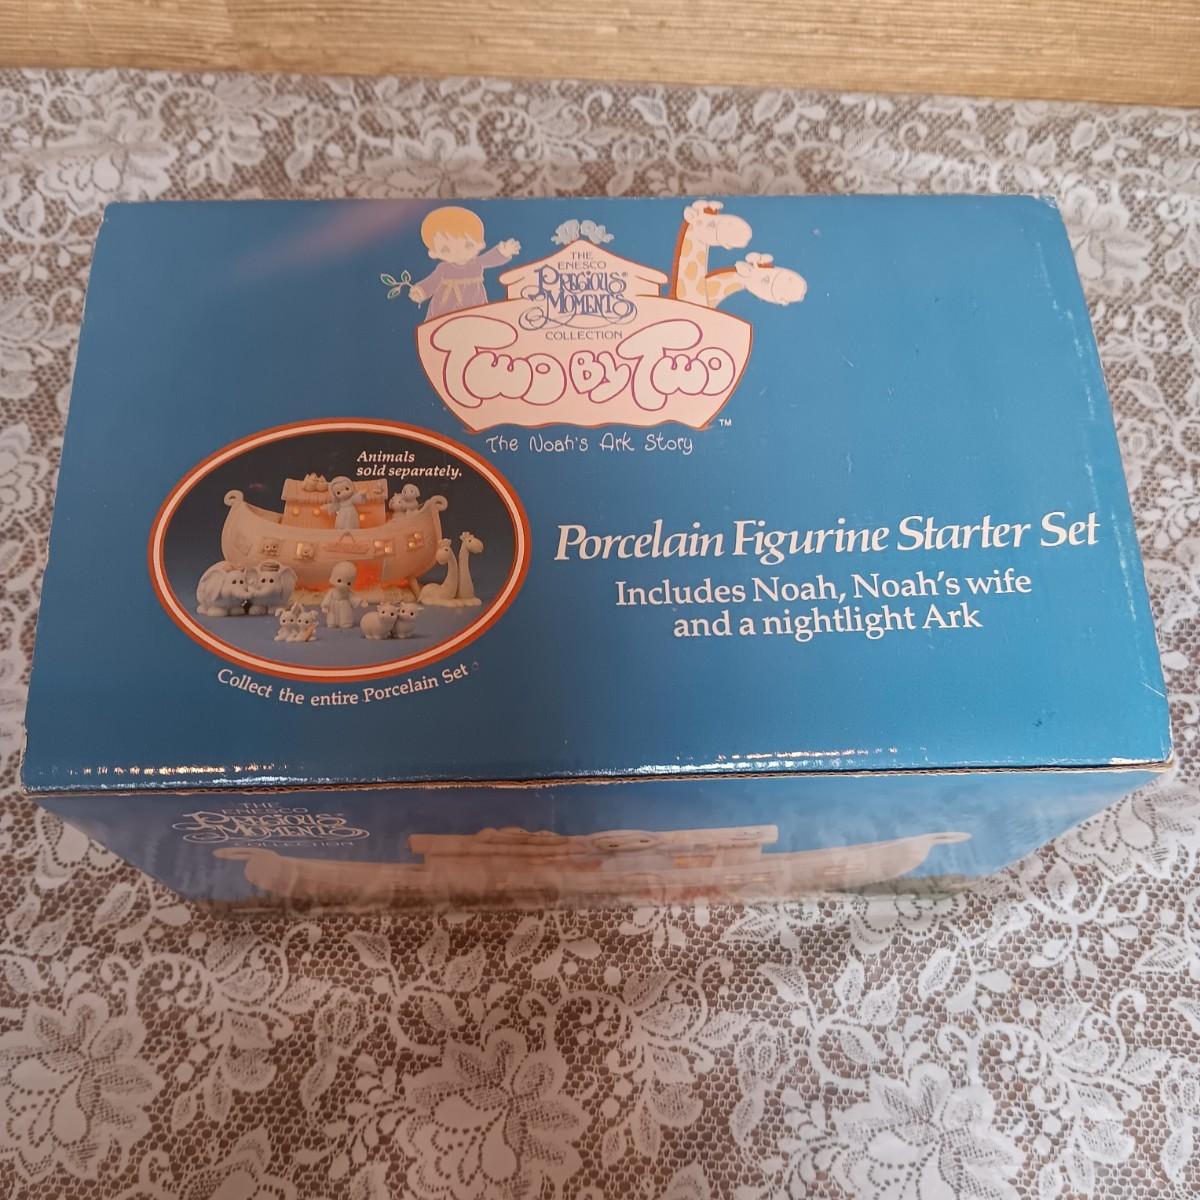 THE
ENESCO
PRECIOUS®
MOMENTS
COLLECTION
TWO BY TWO
TM
The Noah's Ark Story
Animals
sold separately.
Collect the entire Porcelain Set
Porcelain Figurine Starter Set
Includes Noah, Noah's wife
and a nightlight Ark
THE
ENESCO
PRECIOUS
MOMENTS
COLLECTION